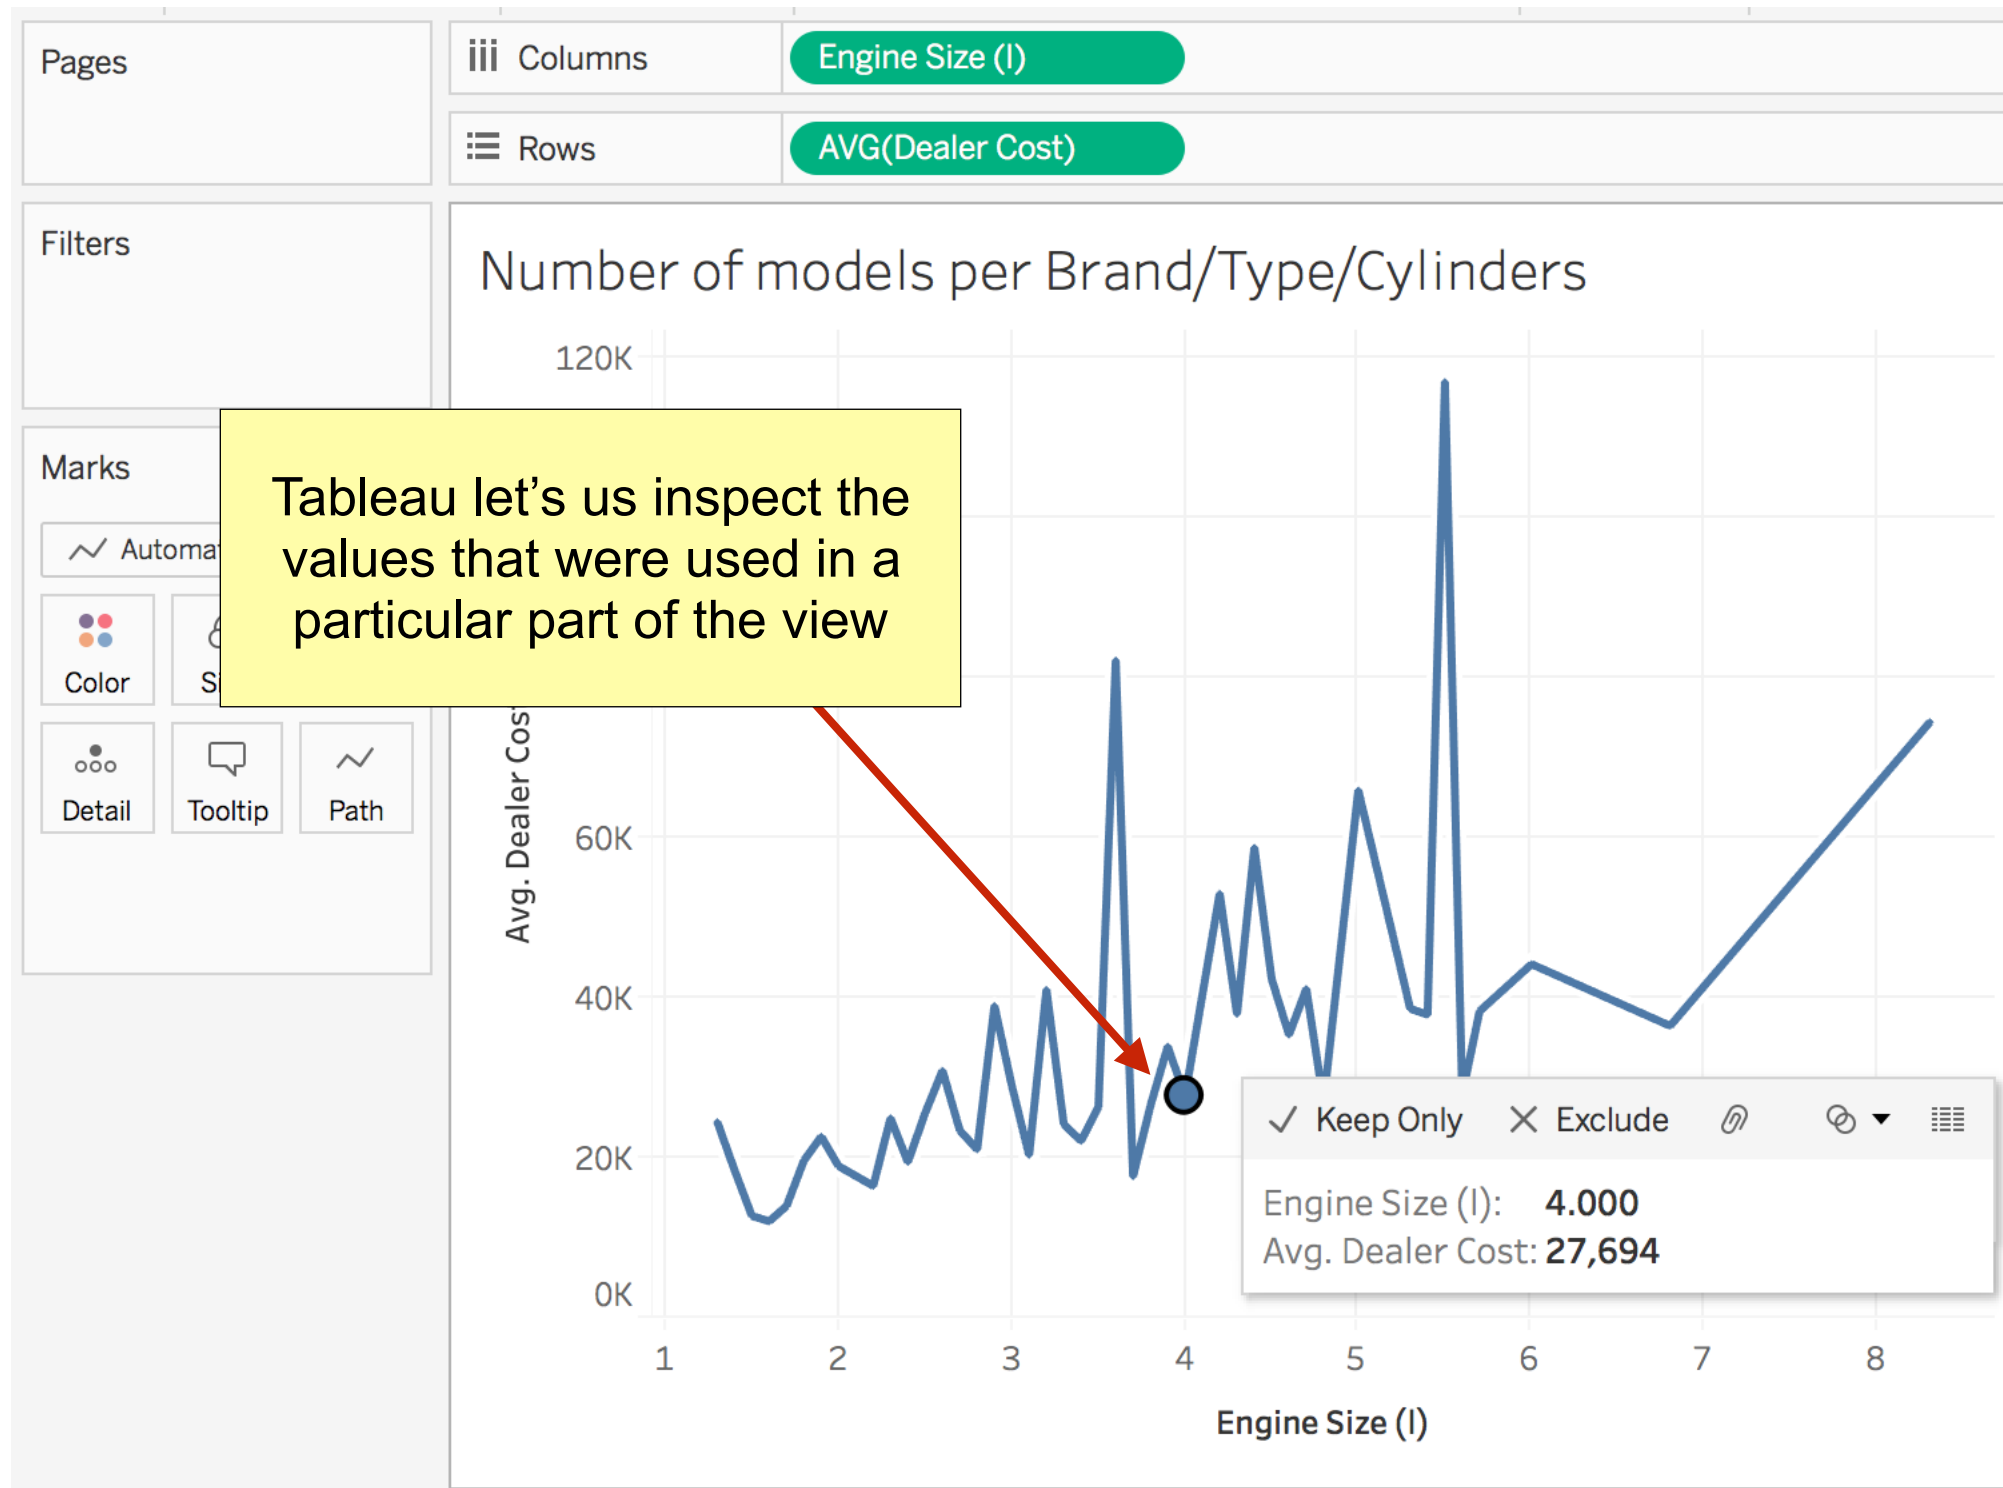 Pages
Columns
Engine Size (l)
Rows
AVG(Dealer Cost)
Filters
Number of models per Brand/Type/Cylinders
120K
Marks
Tableau let’s us inspect the
values that were used in a
particular part of the view
Color
Detail
Tooltip
Path
Avg. Dealer
60K
40K
20K
0K
Keep Only
Exclude
Engine Size (l): 4.000
Avg. Dealer Cost: 27,694
1 2 3 4 5 6 7 8
Engine Size (l)